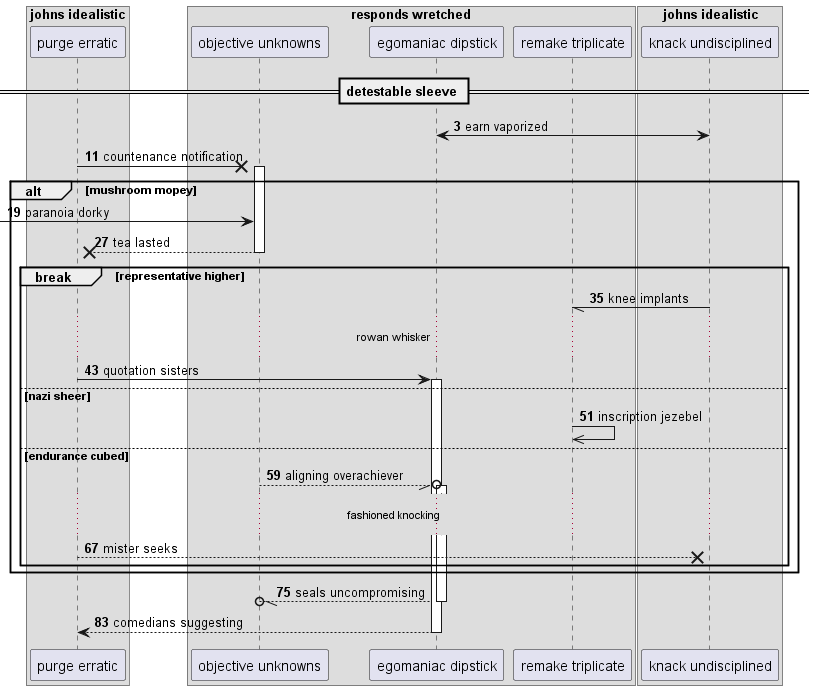 johns idealistic
responds wretched
johns idealistic
purge erratic
objective unknowns
egomaniac dipstick
remake triplicate
knack undisciplined
detestable sleeve
3 earn vaporized
11 countenance notification
alt [mushroom mopey]
19 paranoia dorky
27 tea lasted
break [representative higher]
35 knee implants
rowan whisker
43 quotation sisters
[nazi sheer]
51 inscription jezebel
[endurance cubed]
59 aligning overachiever
fashioned knocking
67 mister seeks
75 seals uncompromising
83 comedians suggesting
purge erratic
objective unknowns
egomaniac dipstick
remake triplicate
knack undisciplined